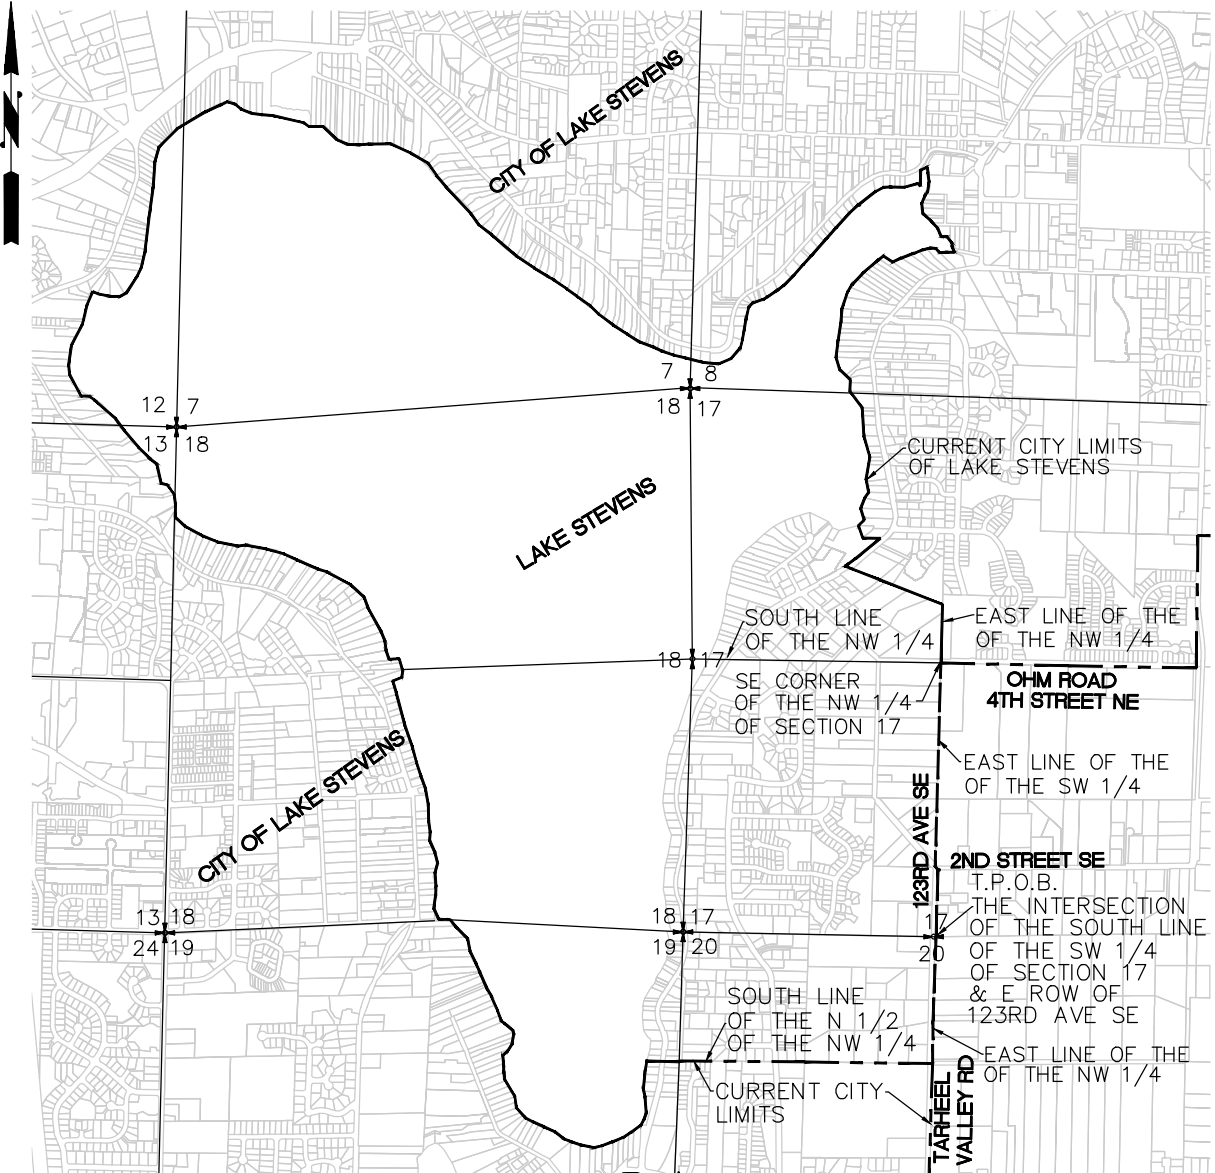 N
CITY OF LAKE STEVENS
7 8
18 17
12 7
13 18
CURRENT CITY LIMITS
OF LAKE STEVENS
LAKE STEVENS
SOUTH LINE
OF THE NW 1/4
EAST LINE OF THE
OF THE NW 1/4
18 17
SE CORNER
OF THE NW 1/4
OF SECTION 17
OHM ROAD
4TH STREET NE
EAST LINE OF THE
OF THE SW 1/4
CITY OF LAKE STEVENS
123RD AVE SE
2ND STREET SE
T.P.O.B.
THE INTERSECTION
OF THE SOUTH LINE
OF THE SW 1/4
OF SECTION 17
& E ROW OF
123RD AVE SE
13 18
24 19
18 17
19 20
17
20
SOUTH LINE
OF THE N 1/2
OF THE NW 1/4
EAST LINE OF THE
OF THE NW 1/4
CURRENT CITY
LIMITS
TARHEEL
VALLEY RD